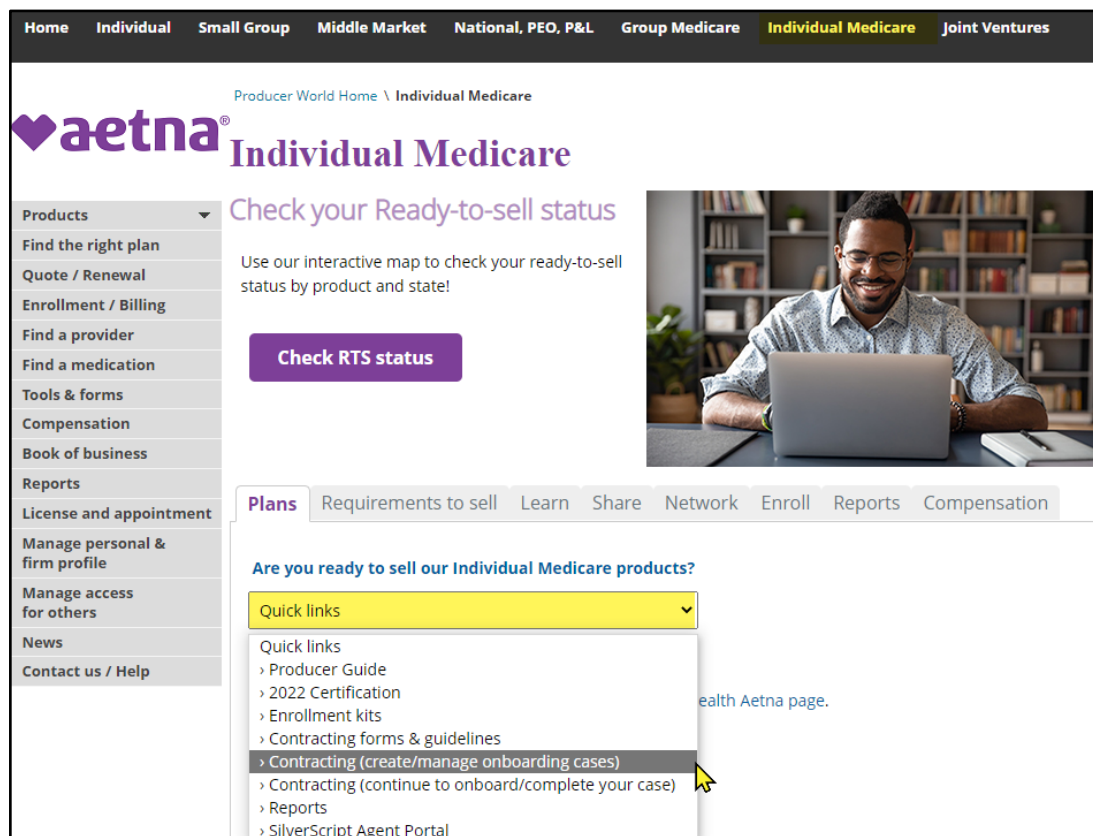 Home Individual Small Group Middle Market National, PEO, P&L Group Medicare Individual Medicare Joint Ventures
Producer World Home \ Individual Medicare
aetna®
Individual Medicare
Check your Ready-to-sell status
Use our interactive map to check your ready-to-sell
status by product and state!
Check RTS status
Products
Find the right plan
Quote / Renewal
Enrollment / Billing
Find a provider
Find a medication
Tools & forms
Compensation
Book of business
Reports
License and appointment
Manage personal &
firm profile
Manage access
for others
News
Contact us / Help
Plans Requirements to sell Learn Share Network Enroll Reports Compensation
Are you ready to sell our Individual Medicare products?
Quick links
Quick links
› Producer Guide
› 2022 Certification
› Enrollment kits
› Contracting forms & guidelines
› Contracting (create/manage onboarding cases)
› Contracting (continue to onboard/complete your case)
› Reports
› SilverScript Agent Portal
ealth Aetna page.